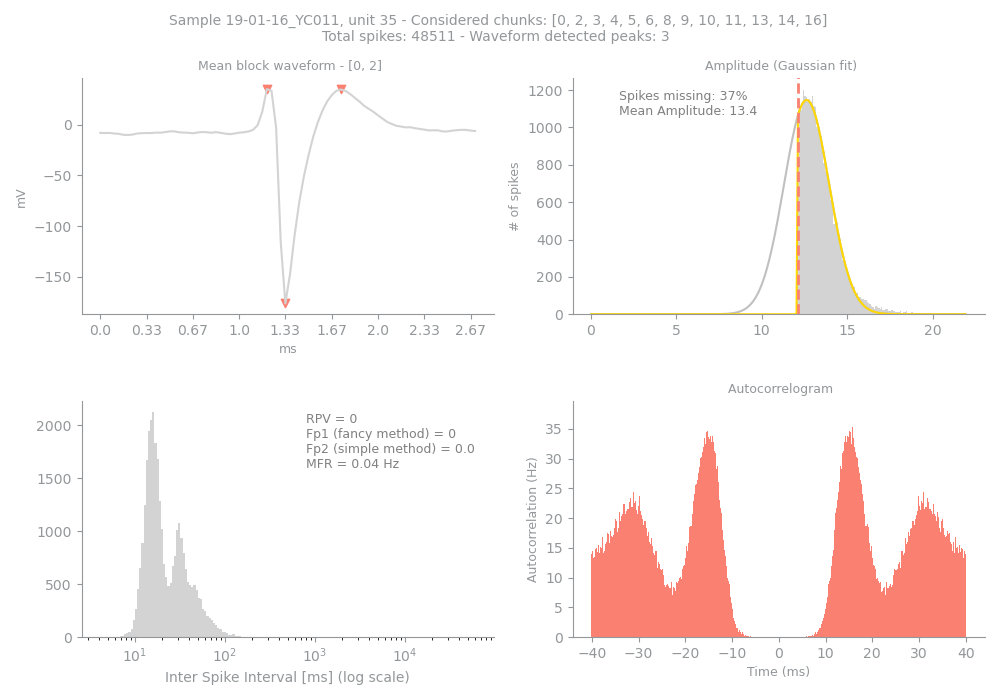 Sample 19-01-16_YC011, unit 35 - Considered chunks: [0, 2, 3, 4, 5, 6, 8, 9, 10, 11, 13, 14, 16]
Total spikes: 48511 - Waveform detected peaks: 3
Mean block waveform - [0, 2]
0
−50
−100
−150
mV
0.0 0.33 0.67 1.0 1.33 1.67 2.0 2.33 2.67
ms
Amplitude (Gaussian fit)
Spikes missing: 37%
Mean Amplitude: 13.4
1200
1000
800
600
400
200
0
# of spikes
0 5 10 15 20
RPV = 0
Fp1 (fancy method) = 0
Fp2 (simple method) = 0.0
MFR = 0.04 Hz
2000
1500
1000
500
0
10¹ 10² 10³ 10⁴
Inter Spike Interval [ms] (log scale)
Autocorrelogram
35
30
25
20
15
10
5
0
Autocorrelation (Hz)
−40 −30 −20 −10 0 10 20 30 40
Time (ms)